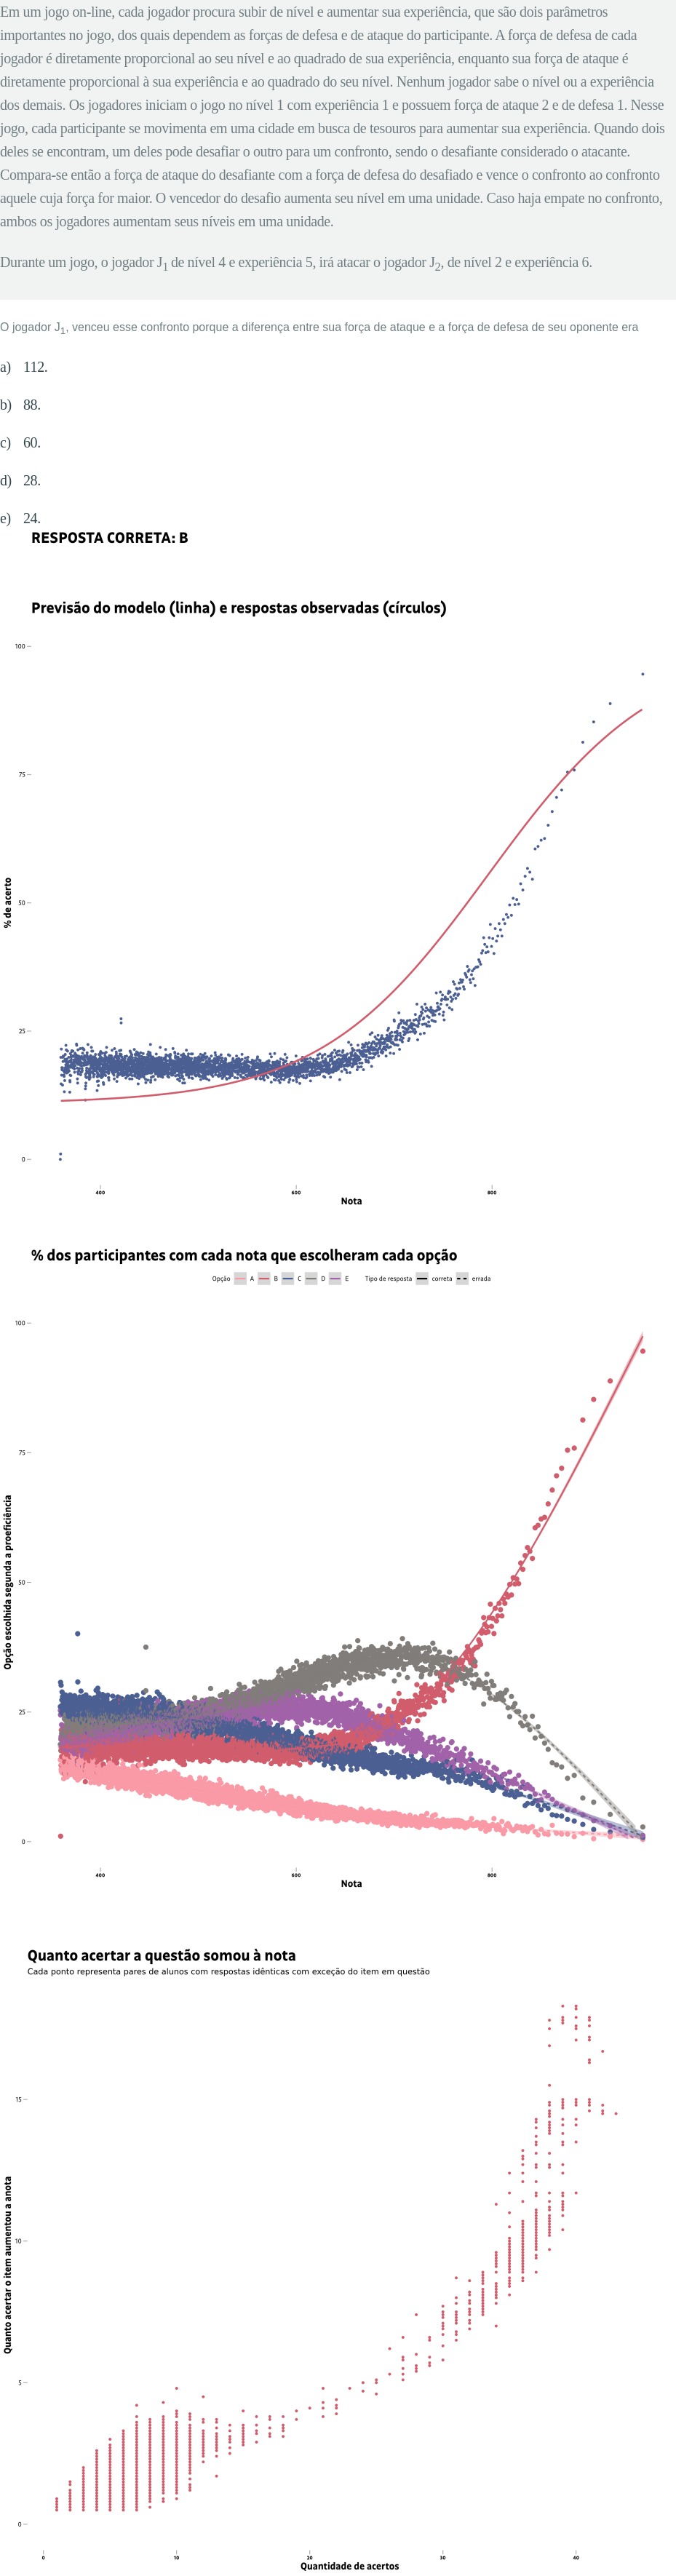 Em um jogo on-line, cada jogador procura subir de nível e aumentar sua experiência, que são dois parâmetros
importantes no jogo, dos quais dependem as forças de defesa e de ataque do participante. A força de defesa de cada
jogador é diretamente proporcional ao seu nível e ao quadrado de sua experiência, enquanto sua força de ataque é
diretamente proporcional à sua experiência e ao quadrado do seu nível. Nenhum jogador sabe o nível ou a experiência
dos demais. Os jogadores iniciam o jogo no nível 1 com experiência 1 e possuem força de ataque 2 e de defesa 1. Nesse
jogo, cada participante se movimenta em uma cidade em busca de tesouros para aumentar sua experiência. Quando dois
deles se encontram, um deles pode desafiar o outro para um confronto, sendo o desafiante considerado o atacante.
Compara-se então a força de ataque do desafiante com a força de defesa do desafiado e vence o confronto ao confronto
aquele cuja força for maior. O vencedor do desafio aumenta seu nível em uma unidade. Caso haja empate no confronto,
ambos os jogadores aumentam seus níveis em uma unidade.
Durante um jogo, o jogador J1 de nível 4 e experiência 5, irá atacar o jogador J2, de nível 2 e experiência 6.
O jogador J1, venceu esse confronto porque a diferença entre sua força de ataque e a força de defesa de seu oponente era
a) 112.
b) 88.
c) 60.
d) 28.
e) 24.
RESPOSTA CORRETA: B
Previsão do modelo (linha) e respostas observadas (círculos)
100
75
50
25
0
% de acerto
400 600 800
Nota
% dos participantes com cada nota que escolheram cada opção
Opção A B C D E Tipo de resposta correta errada
100
75
50
25
0
Opção escolhida segunda a proeficiência
400 600 800
Nota
Quanto acertar a questão somou à nota
Cada ponto representa pares de alunos com respostas idênticas com exceção do item em questão
15
10
5
0
Quanto acertar o item aumentou a anota
0 10 20 30 40
Quantidade de acertos